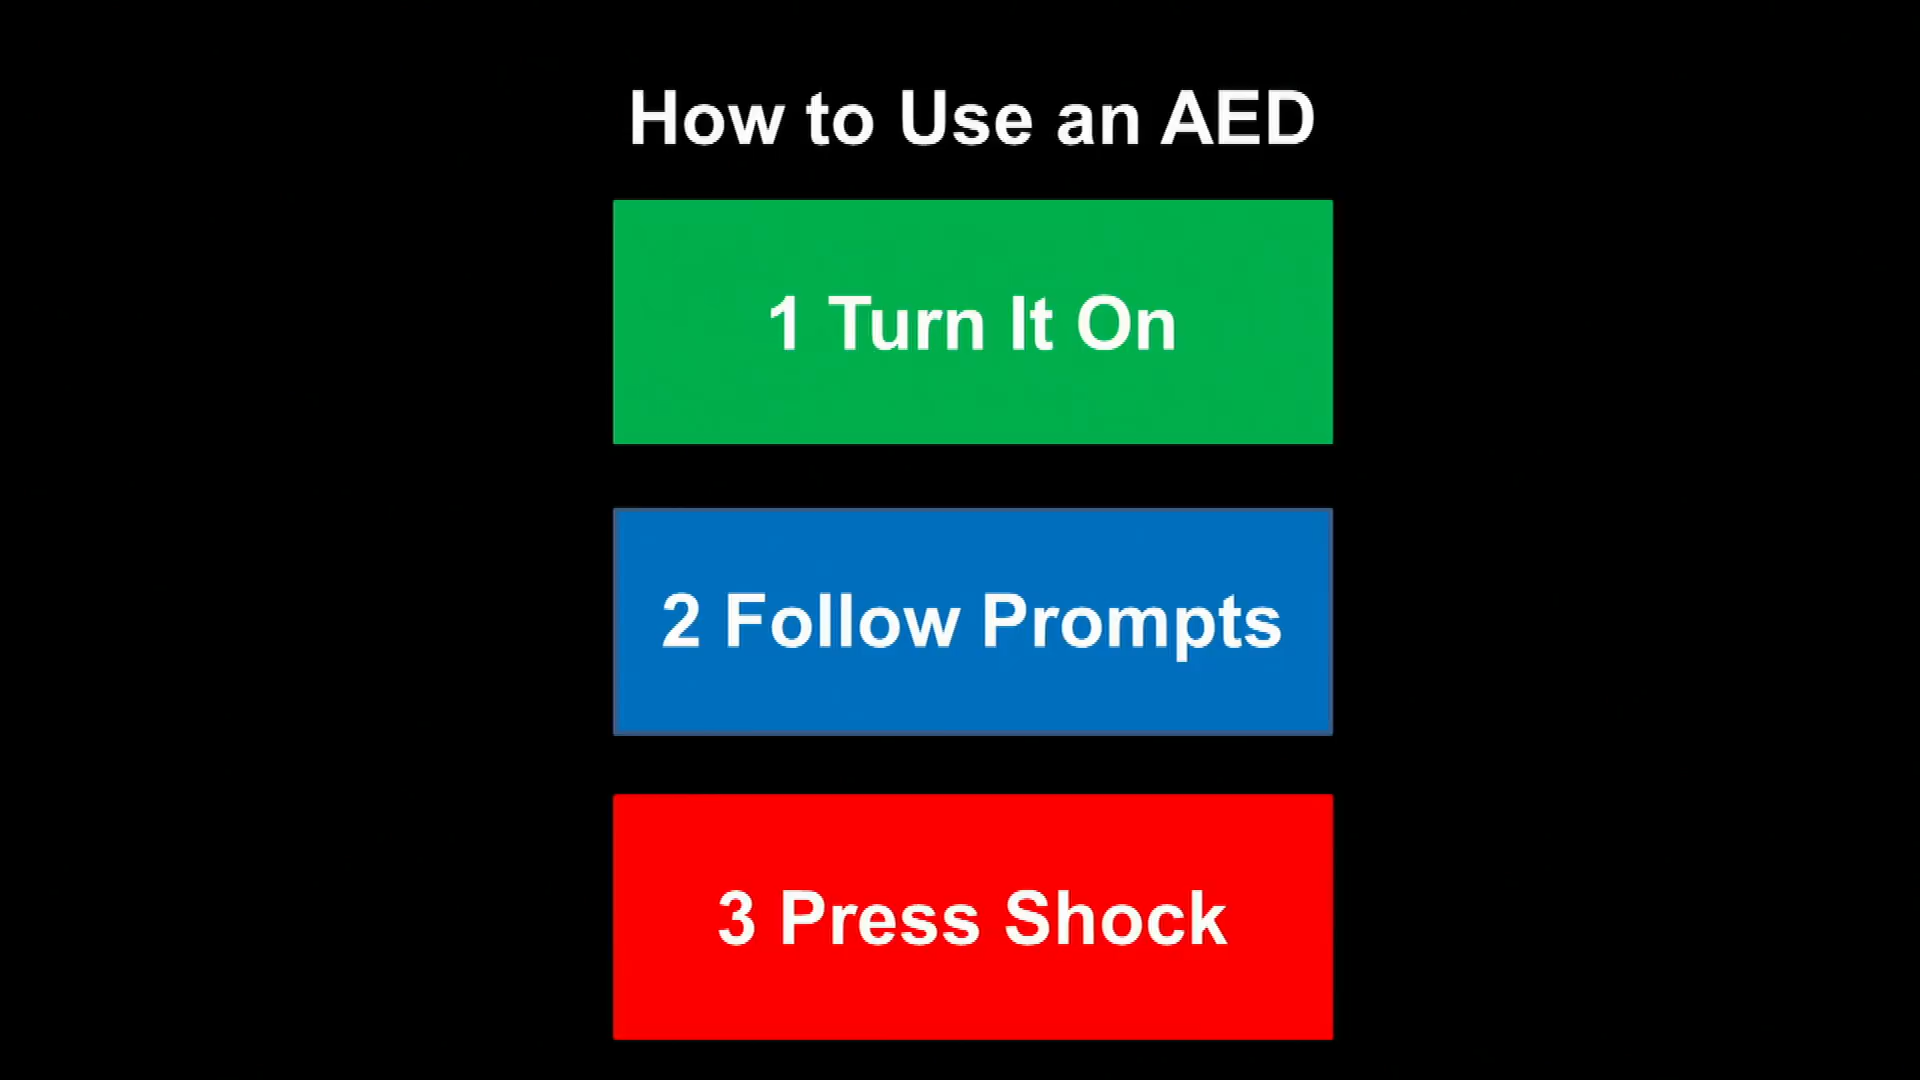 How to Use an AED
1 Turn It On
2 Follow Prompts
3 Press Shock